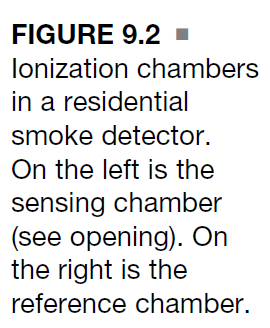 FIGURE 9.2 ■
Ionization chambers
in a residential
smoke detector.
On the left is the
sensing chamber
(see opening). On
the right is the
reference chamber.